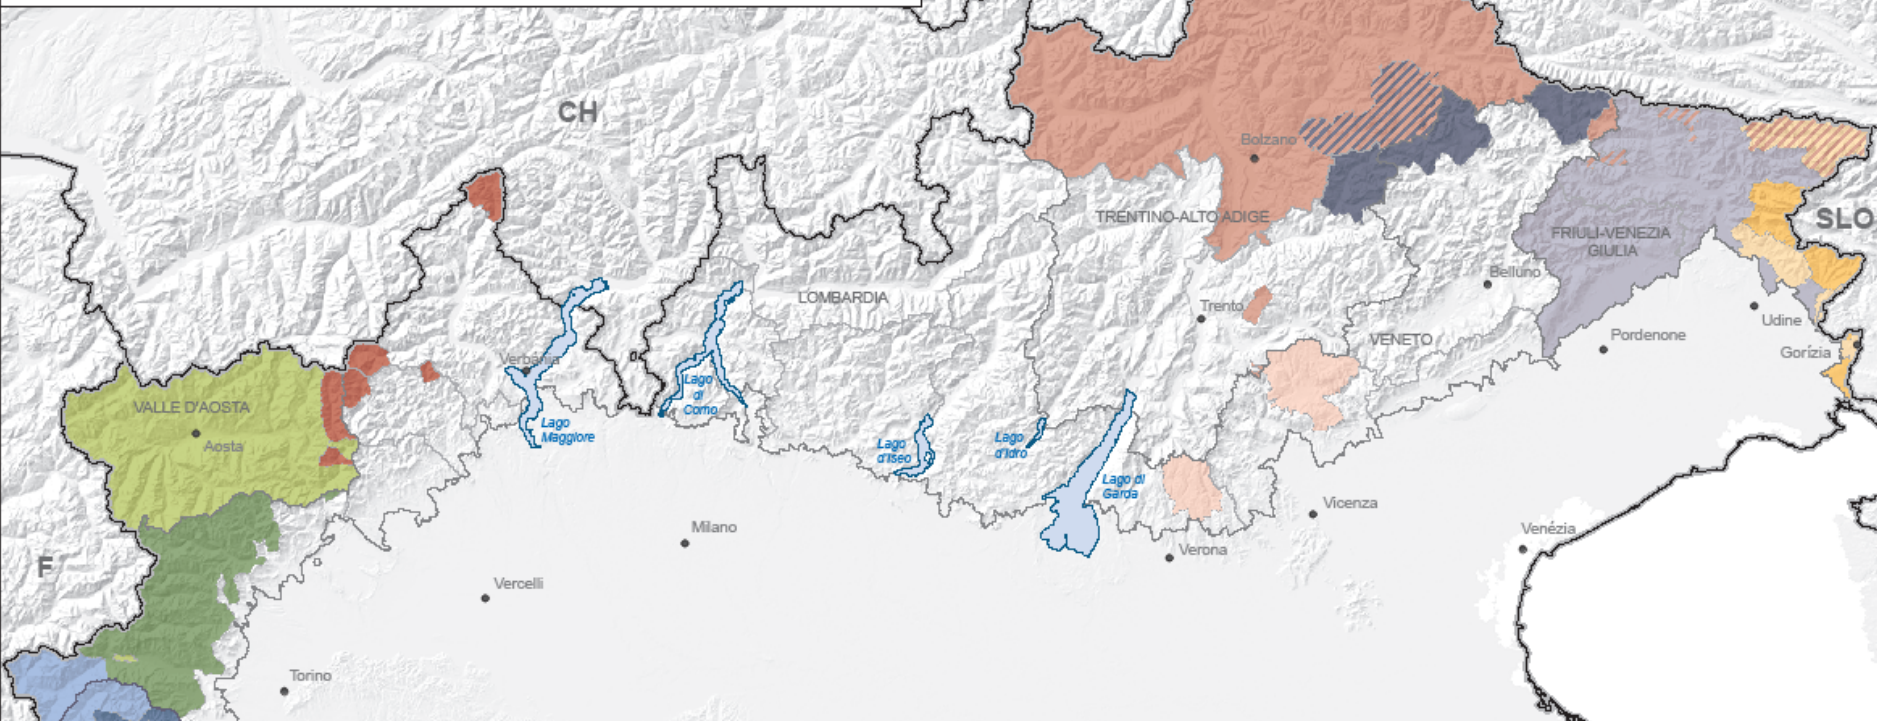 CH
Bolzano
TRENTINO-ALTO ADIGE
SLO
FRIULI-VENEZIA
GIULIA
Belluno
LOMBARDIA
Trento
Udine
Pordenone
VENETO
Gorízia
Verbania
Lago
di
Como
VALLE D'AOSTA
Aosta
Lago
Maggiore
Lago
d'Iseo
Lago
d'Idro
Lago di
Garda
Vicenza
Milano
Venézia
Verona
F
Vercelli
Torino